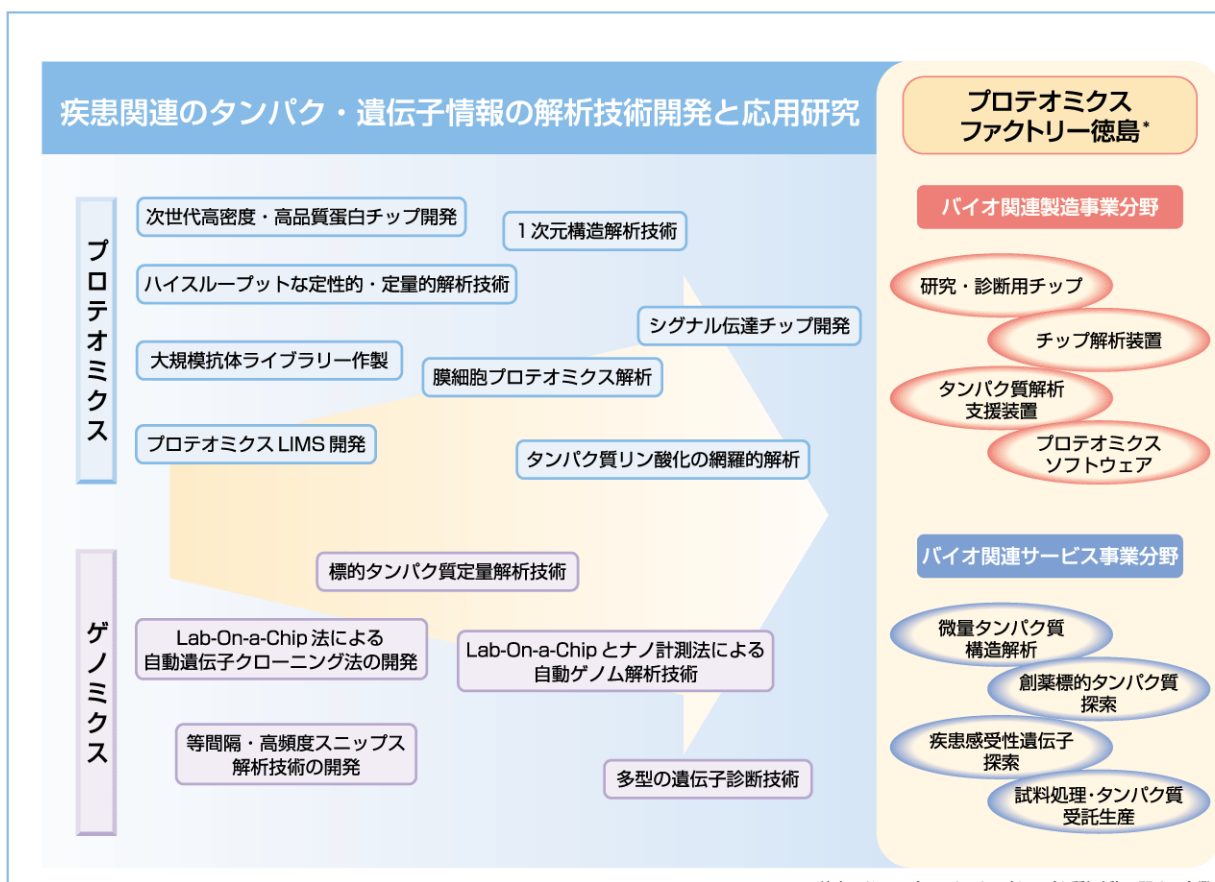 疾患関連のタンパク・遺伝子情報の解析技術開発と応用研究
プロテオミクス
ファクトリー徳島*
プロテオミクス
次世代高密度・高品質蛋白チップ開発
1次元構造解析技術
ハイスループットな定性的・定量的解析技術
シグナル伝達チップ開発
大規模抗体ライブラリー作製
膜細胞プロテオミクス解析
プロテオミクス LIMS 開発
タンパク質リン酸化の網羅的解析
ゲノミクス
標的タンパク質定量解析技術
Lab-On-a-Chip 法による
自動遺伝子クローニング法の開発
Lab-On-a-Chip とナノ計測法による
自動ゲノム解析技術
等間隔・高頻度スニップス
解析技術の開発
多型の遺伝子診断技術
バイオ関連製造事業分野
研究・診断用チップ
チップ解析装置
タンパク質解析
支援装置
プロテオミクス
ソフトウェア
バイオ関連サービス事業分野
微量タンパク質
構造解析
創薬標的タンパク質
探索
疾患感受性遺伝子
探索
試料処理・タンパク質
受託生産